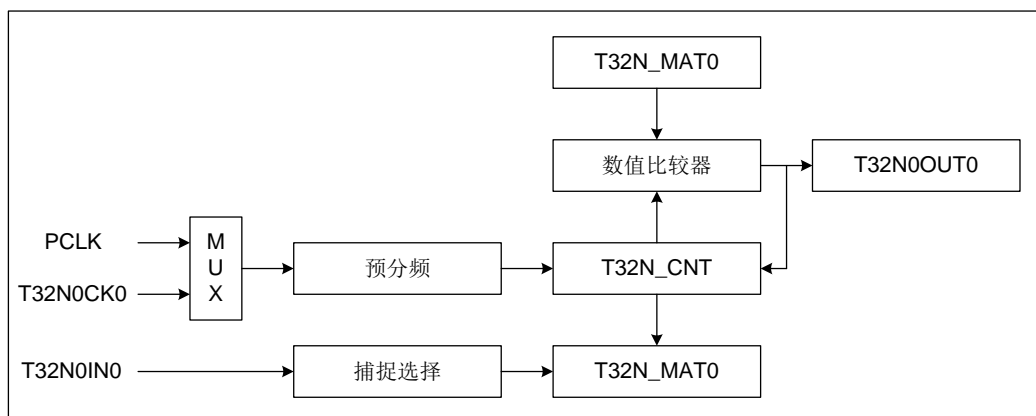 T32N_MAT0
数值比较器
T32N0OUT0
PCLK
M
U
X
预分频
T32N_CNT
T32N0CK0
T32N0IN0
捕捉选择
T32N_MAT0